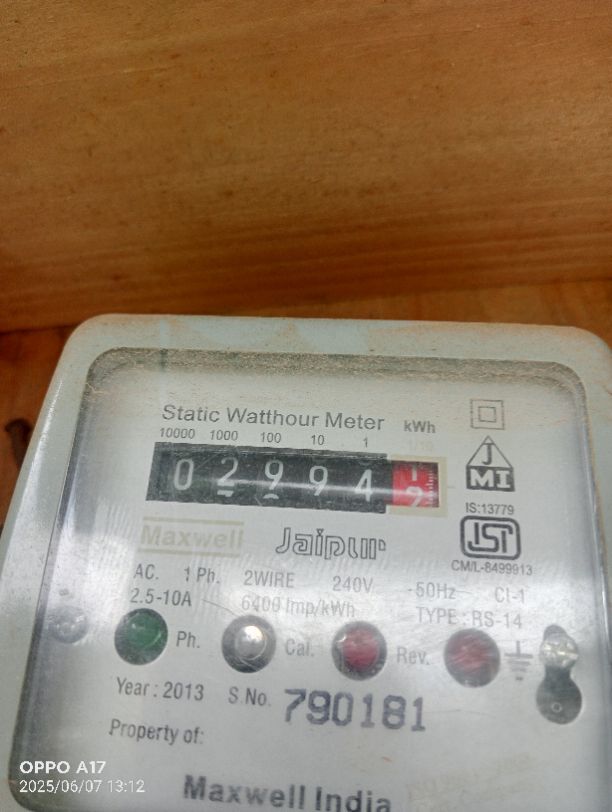 Static Watthour Meter kWh
10000 1000 100 10 1
0 2 9 9 4
J
MI
IS:13779
Maxwell Jaipur
CM/L-8499913
AC. 1 Ph. 2WIRE 240V ~50Hz Cl-1
2.5-10A 6400 Imp/kWh TYPE : RS-14
Ph. Cal. Rev.
Year : 2013 S.No. 790181
Property of:
Maxwell India
OPPO A17
2025/06/07 13:12